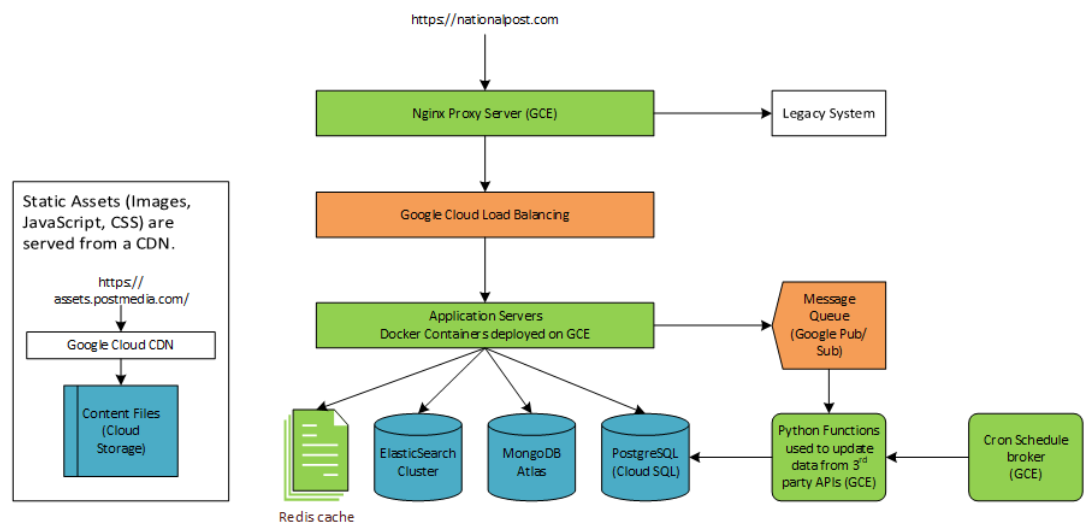 https://nationalpost.com
Nginx Proxy Server (GCE)
Legacy System
Static Assets (Images,
JavaScript, CSS) are
served from a CDN.
https://
assets.postmedia.com/
Google Cloud CDN
Content Files
(Cloud
Storage)
Google Cloud Load Balancing
Application Servers
Docker Containers deployed on GCE
Message
Queue
(Google Pub/
Sub)
Redis cache
ElasticSearch
Cluster
MongoDB
Atlas
PostgreSQL
(Cloud SQL)
Python Functions
used to update
data from 3rd
party APIs (GCE)
Cron Schedule
broker
(GCE)